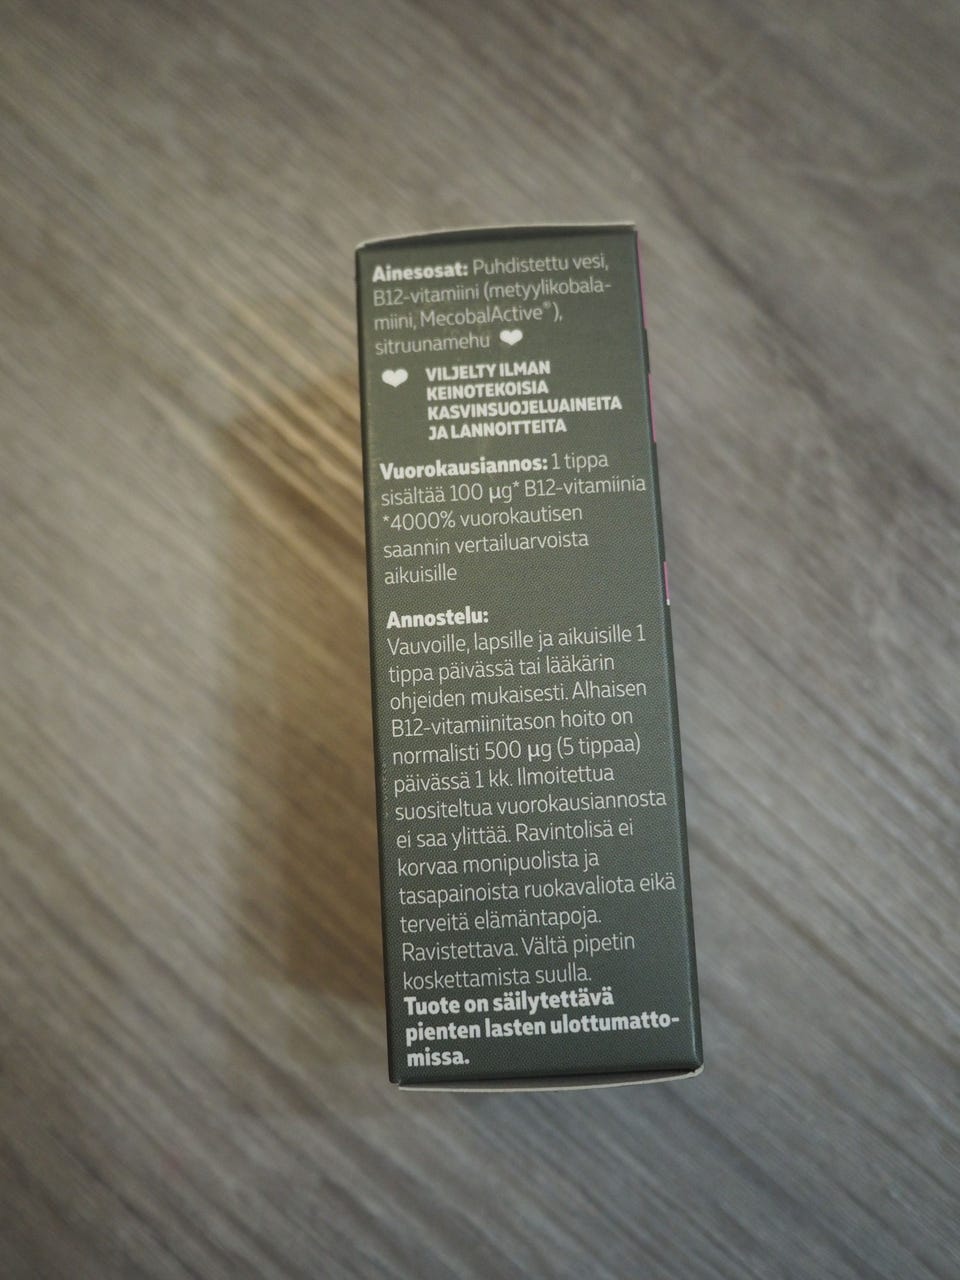 Ainesosat: Puhdistettu vesi,
B12-vitamiini (metyylikobala-
miini, MecobalActive®),
sitruunamehu
VILJELTY ILMAN
KEINOTEKOISIA
KASVINSUOJELUAINEITA
JA LANNOITTEITA
Vuorokausiannos: 1 tippa
sisältää 100 µg* B12-vitamiinia
*4000% vuorokautisen
saannin vertailuarvoista
aikuisille
Annostelu:
Vauvoille, lapsille ja aikuisille 1
tippa päivässä tai lääkärin
ohjeiden mukaisesti. Alhaisen
B12-vitamiinitason hoito on
normalisti 500 µg (5 tippaa)
päivässä 1 kk. Ilmoitettua
suositeltua vuorokausiannosta
ei saa ylittää. Ravintolisä ei
korvaa monipuolista ja
tasapainoista ruokavaliota eikä
terveitä elämäntapoja.
Ravistettava. Vältä pipetin
koskettamista suulla.
Tuote on säilytettävä
pienten lasten ulottumatto-
missa.